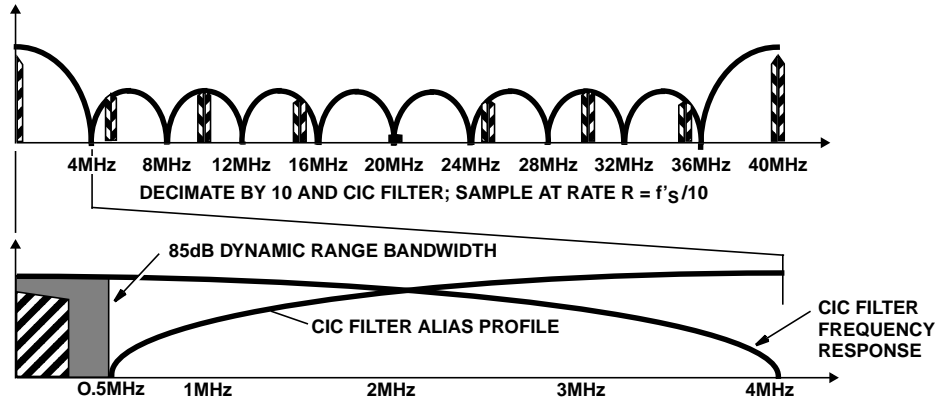 4MHz 8MHz 12MHz 16MHz 20MHz 24MHz 28MHz 32MHz 36MHz 40MHz
DECIMATE BY 10 AND CIC FILTER; SAMPLE AT RATE R = f'S/10
85dB DYNAMIC RANGE BANDWIDTH
CIC FILTER ALIAS PROFILE
CIC FILTER
FREQUENCY
RESPONSE
O.5MHz 1MHz 2MHz 3MHz 4MHz